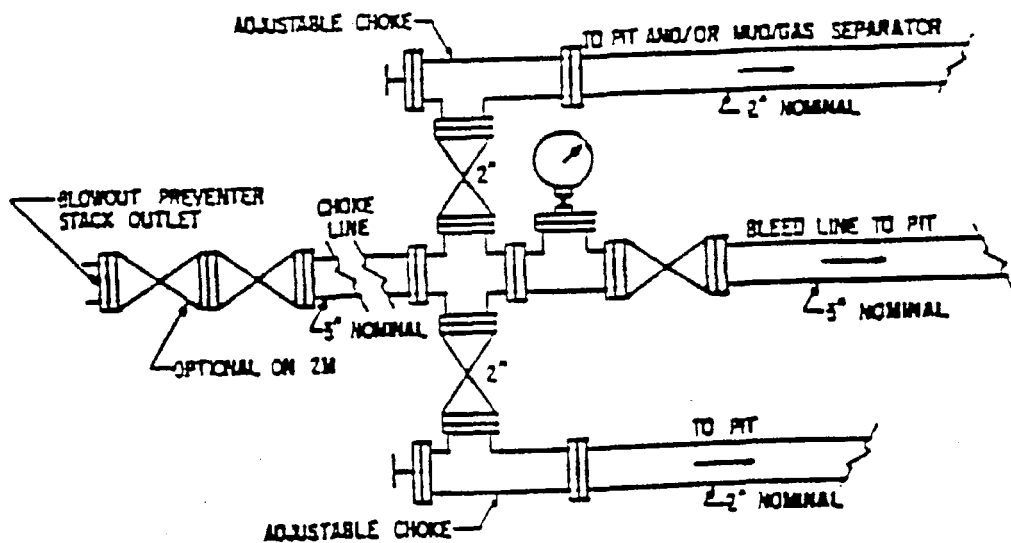 ADJUSTABLE CHOKE
TO PIT AND/OR MUD/GAS SEPARATOR
2" NOMINAL
2"
BLOWOUT PREVENTER
STACK OUTLET
CHOKE
LINE
BLEED LINE TO PIT
3" NOMINAL
3" NOMINAL
OPTIONAL ON 2M
2"
TO PIT
2" NOMINAL
ADJUSTABLE CHOKE